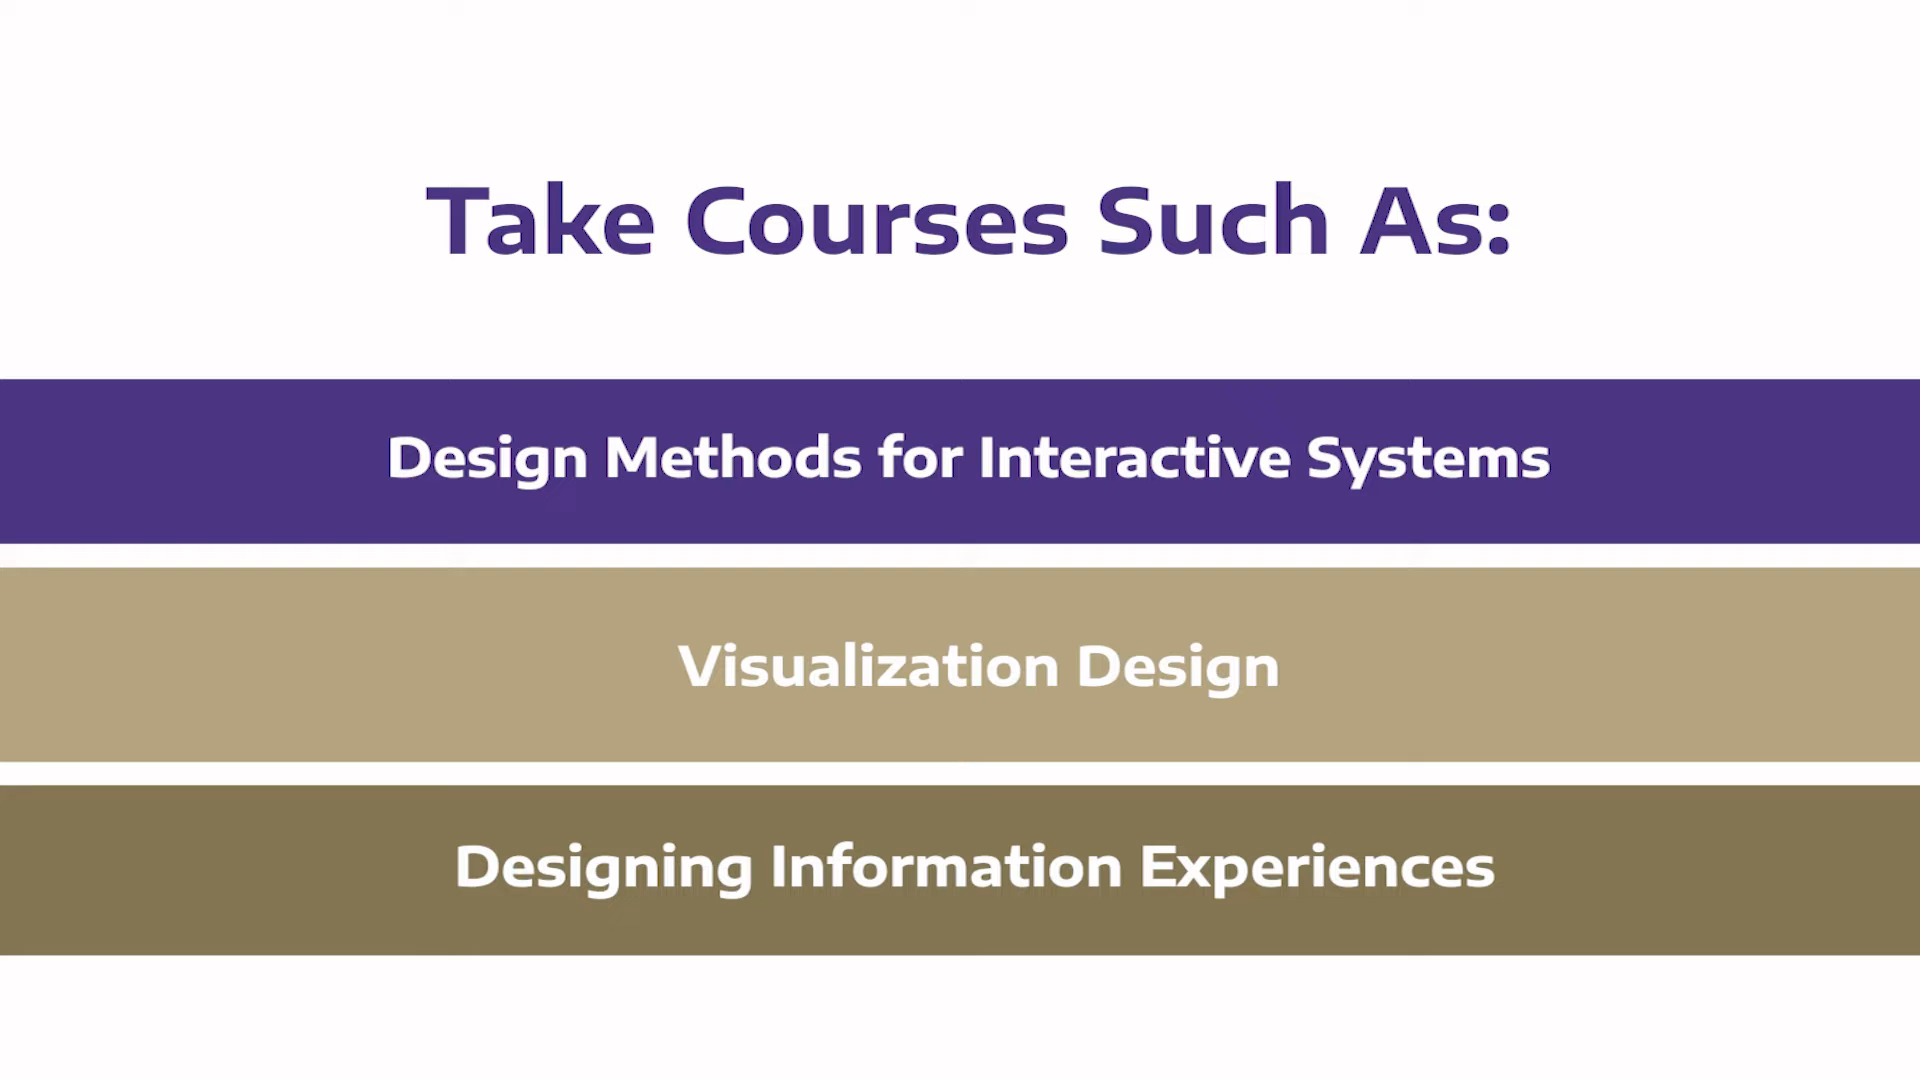 Take Courses Such As:
Design Methods for Interactive Systems
Visualization Design
Designing Information Experiences